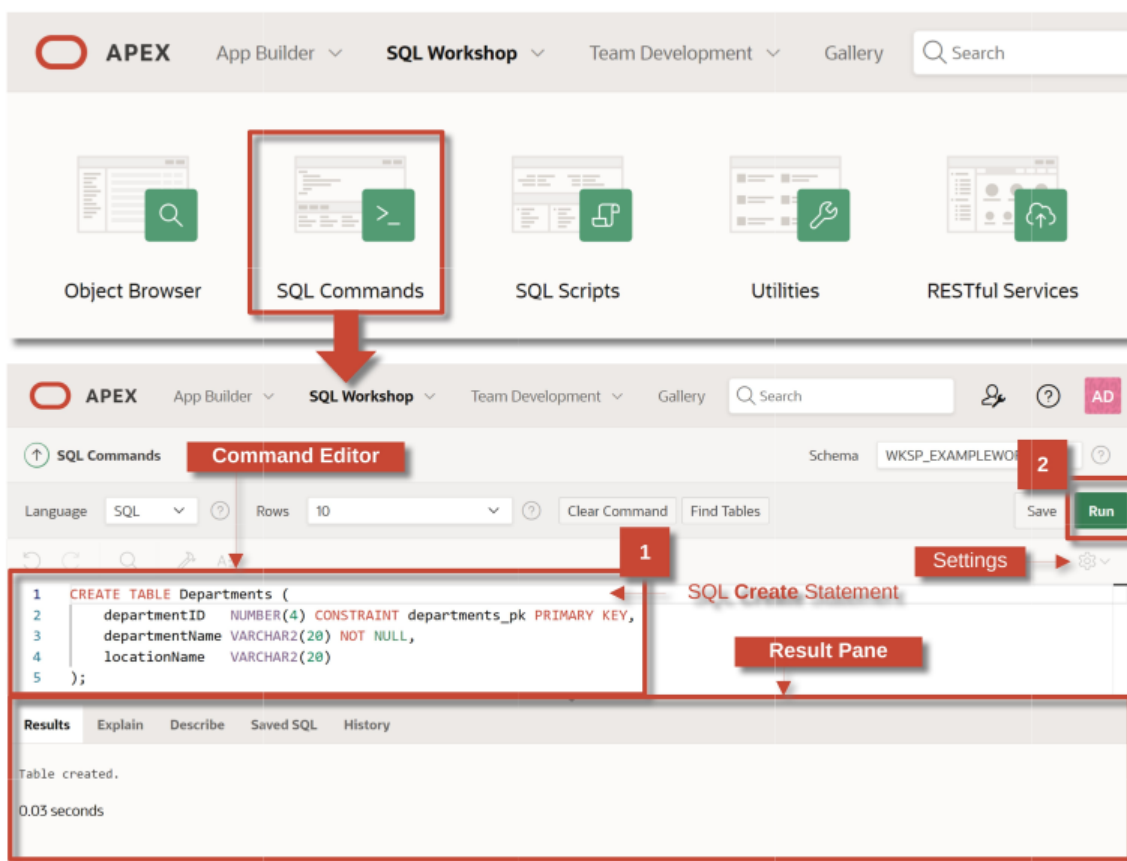 APEX App Builder SQL Workshop Team Development Gallery Search
>_
Object Browser SQL Commands SQL Scripts Utilities RESTful Services
APEX App Builder SQL Workshop Team Development Gallery Search ? AD
SQL Commands Command Editor Schema 2 ?
Language SQL ? Rows 10 ? Clear Command Find Tables Save Run
1 Settings
1 CREATE TABLE Departments ( SQL Create Statement
2 departmentID NUMBER(4) CONSTRAINT departments_pk PRIMARY KEY,
3 departmentName VARCHAR2(20) NOT NULL,
4 locationName VARCHAR2(20) Result Pane
5 );
Results Explain Describe Saved SQL History
Table created.
0.03 seconds